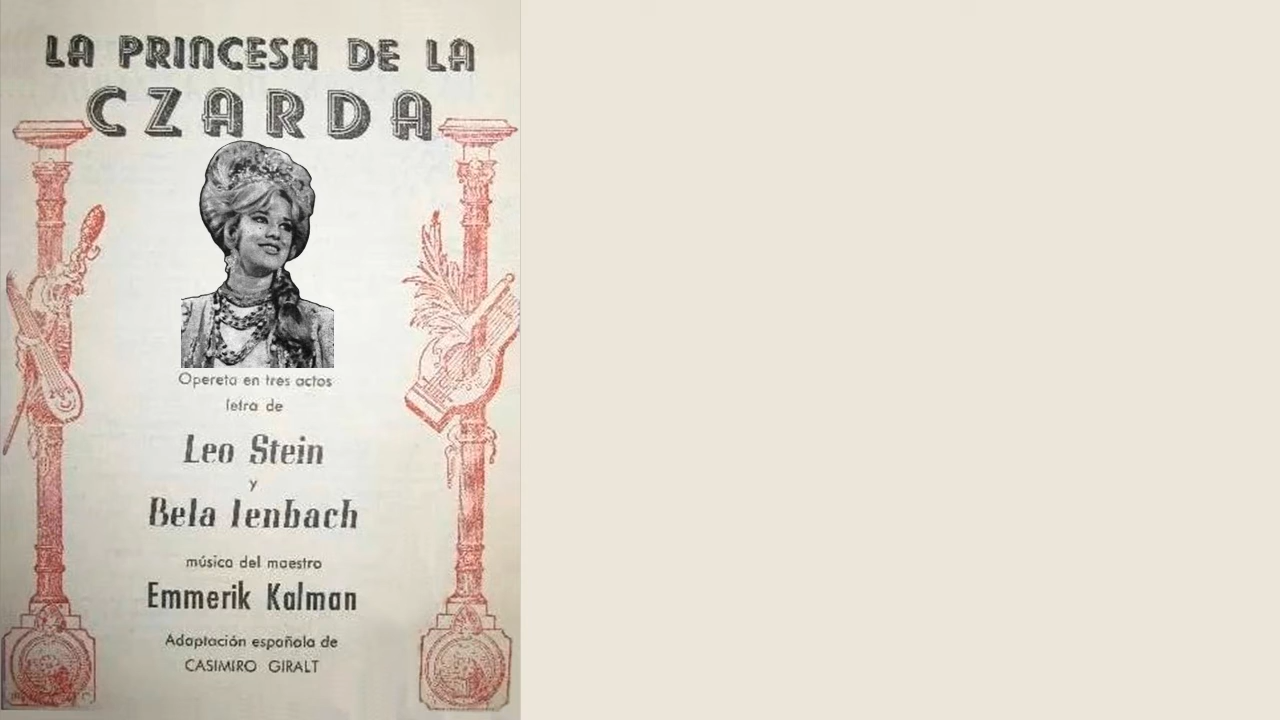 LA PRINCESA DE LA
CZARDA
Opereta en tres actos
letra de
Leo Stein
y
Bela Ienbach
música del maestro
Emmerik Kalman
Adaptación española de
CASIMIRO GIRALT